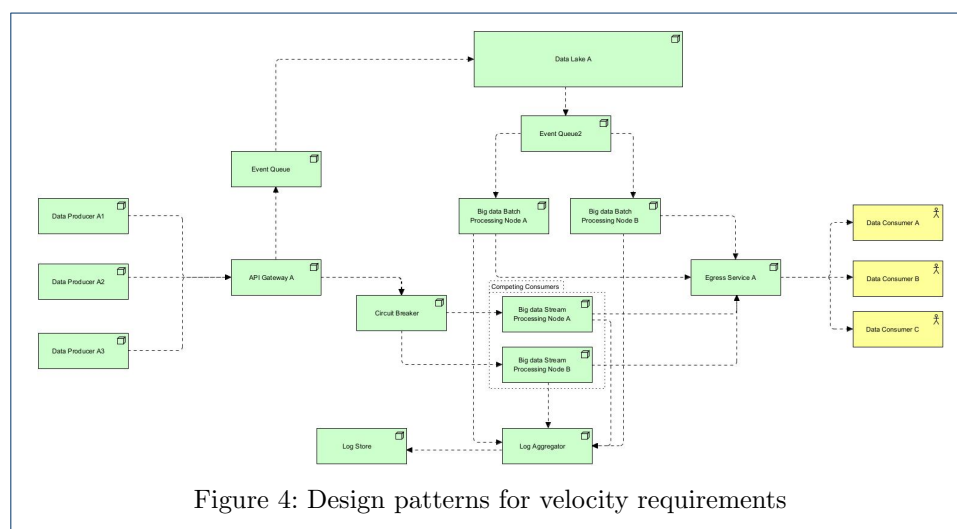 Data Lake A
Event Queue2
Event Queue
Data Producer A1
Big data Batch
Processing Node A
Big data Batch
Processing Node B
Data Consumer A
Data Producer A2
API Gateway A
Egress Service A
Data Consumer B
Competing Consumers
Circuit Breaker
Big data Stream
Processing Node A
Data Consumer C
Data Producer A3
Big data Stream
Processing Node B
Log Store
Log Aggregator
Figure 4: Design patterns for velocity requirements